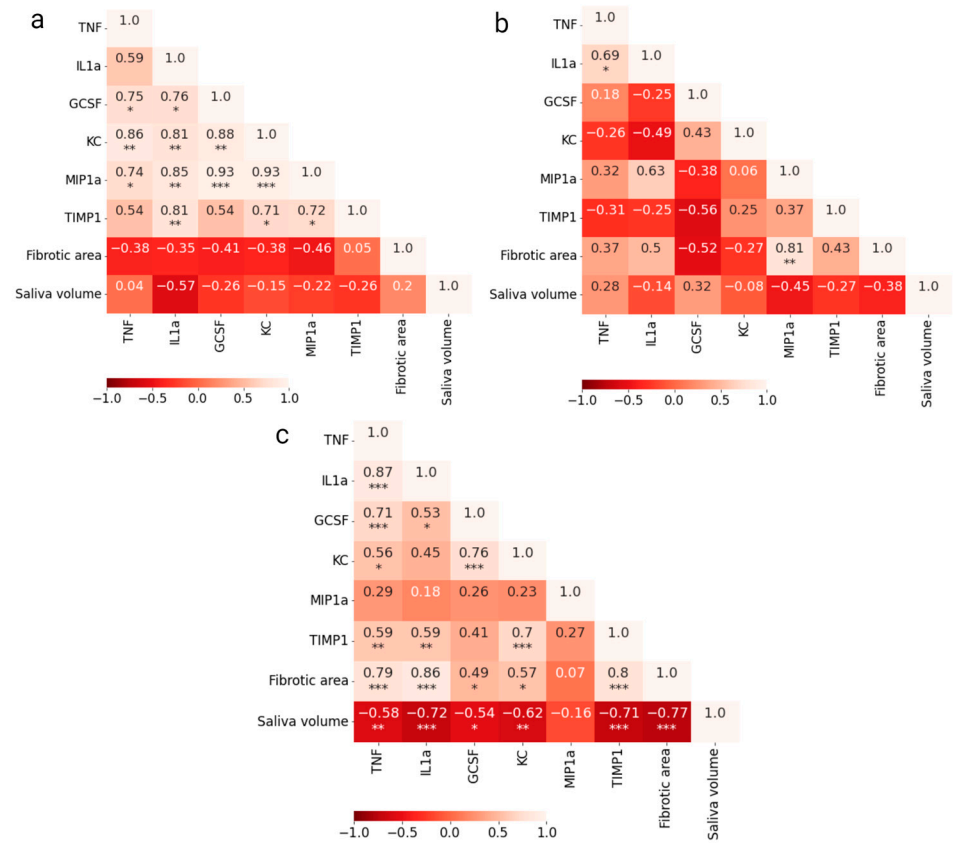 a
TNF 1.0
IL1a 0.59 1.0
GCSF 0.75 0.76 1.0
* *
KC 0.86 0.81 0.88 1.0
** ** **
MIP1a 0.74 0.85 0.93 0.93 1.0
* ** *** ***
TIMP1 0.54 0.81 0.54 0.71 0.72 1.0
** * *
Fibrotic area −0.38 −0.35 −0.41 −0.38 −0.46 0.05 1.0
Saliva volume 0.04 −0.57 −0.26 −0.15 −0.22 −0.26 0.2 1.0
TNF IL1a GCSF KC MIP1a TIMP1 Fibrotic area Saliva volume
−1.0 −0.5 0.0 0.5 1.0
b
TNF 1.0
IL1a 0.69 1.0
*
GCSF 0.18 −0.25 1.0
KC −0.26 −0.49 0.43 1.0
MIP1a 0.32 0.63 −0.38 0.06 1.0
TIMP1 −0.31 −0.25 −0.56 0.25 0.37 1.0
Fibrotic area 0.37 0.5 −0.52 −0.27 0.81 0.43 1.0
**
Saliva volume 0.28 −0.14 0.32 −0.08 −0.45 −0.27 −0.38 1.0
TNF IL1a GCSF KC MIP1a TIMP1 Fibrotic area Saliva volume
−1.0 −0.5 0.0 0.5 1.0
c
TNF 1.0
IL1a 0.87 1.0
***
GCSF 0.71 0.53 1.0
*** *
KC 0.56 0.45 0.76 1.0
* ***
MIP1a 0.29 0.18 0.26 0.23 1.0
TIMP1 0.59 0.59 0.41 0.7 0.27 1.0
** ** ***
Fibrotic area 0.79 0.86 0.49 0.57 0.07 0.8 1.0
*** *** * * ***
Saliva volume −0.58 −0.72 −0.54 −0.62 −0.16 −0.71 −0.77 1.0
** *** * ** *** ***
TNF IL1a GCSF KC MIP1a TIMP1 Fibrotic area Saliva volume
−1.0 −0.5 0.0 0.5 1.0